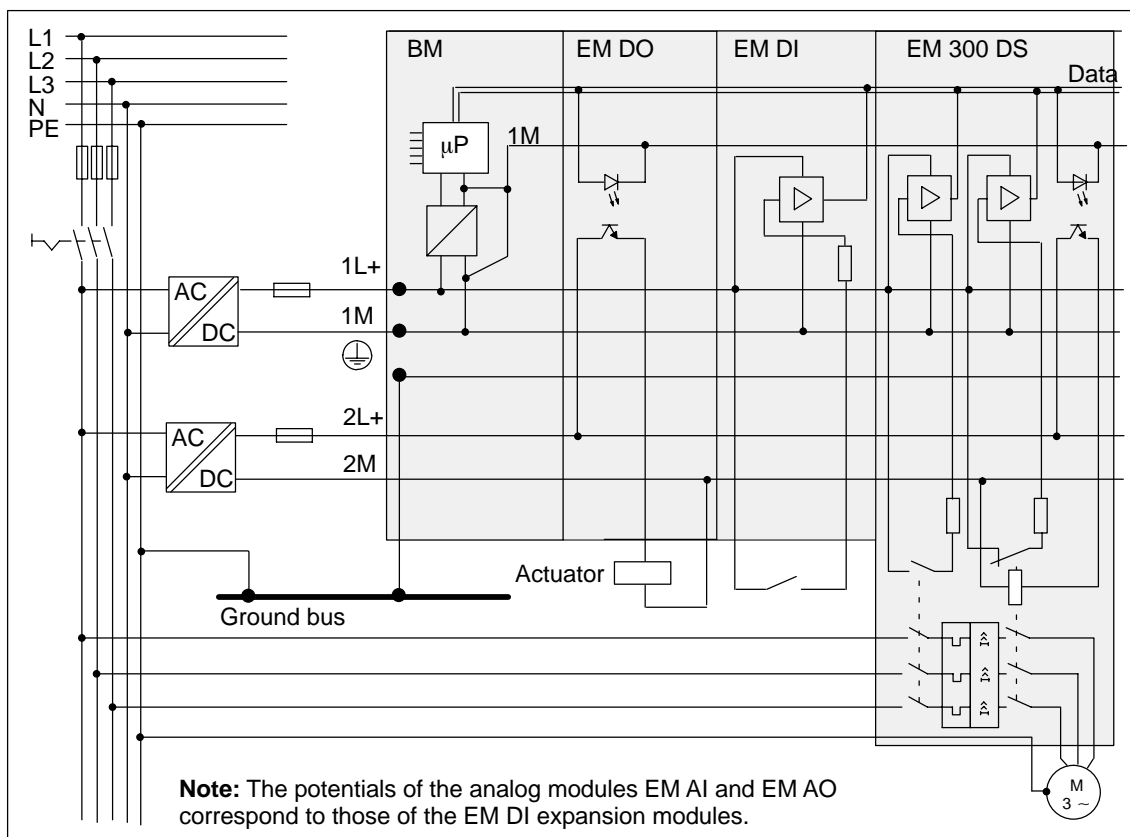 L1
L2
L3
N
PE
BM
EM DO
EM DI
EM 300 DS
Data
μP
1M
1L+
AC
DC
1M
2L+
AC
DC
2M
Actuator
Ground bus
M
3 ~
Note: The potentials of the analog modules EM AI and EM AO
correspond to those of the EM DI expansion modules.